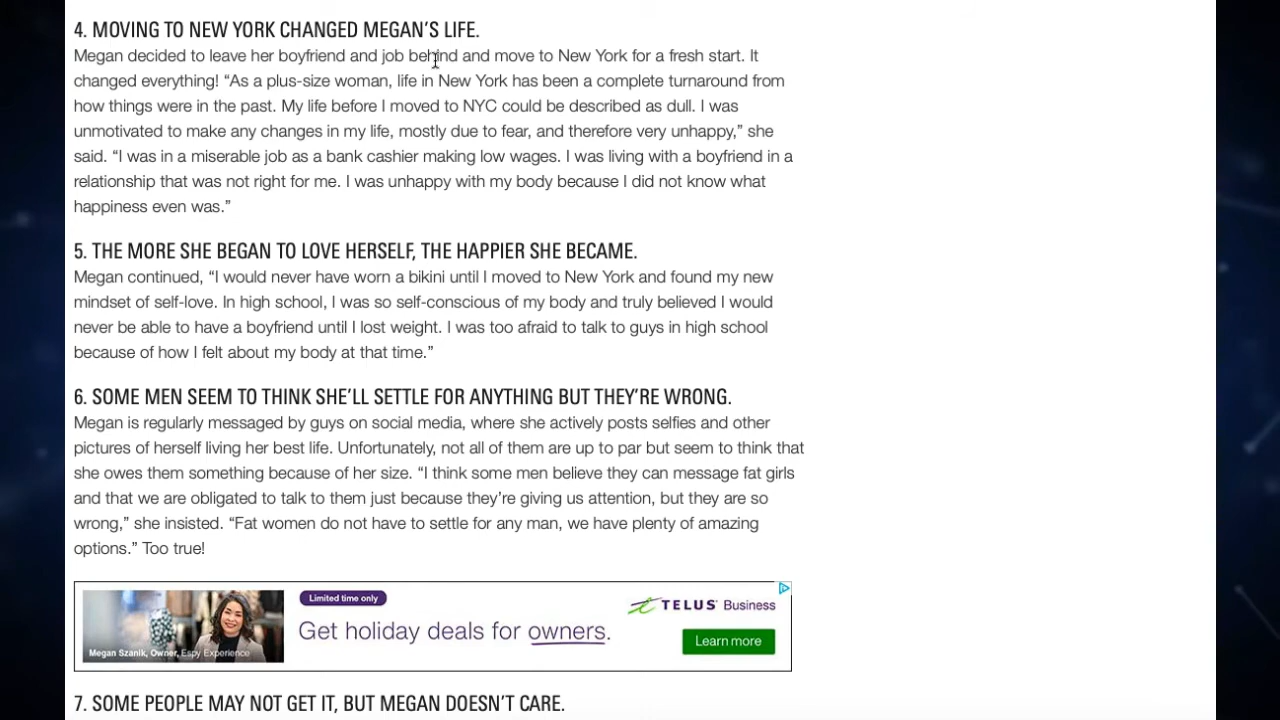 4. MOVING TO NEW YORK CHANGED MEGAN’S LIFE.
Megan decided to leave her boyfriend and job behind and move to New York for a fresh start. It
changed everything! “As a plus-size woman, life in New York has been a complete turnaround from
how things were in the past. My life before I moved to NYC could be described as dull. I was
unmotivated to make any changes in my life, mostly due to fear, and therefore very unhappy,” she
said. “I was in a miserable job as a bank cashier making low wages. I was living with a boyfriend in a
relationship that was not right for me. I was unhappy with my body because I did not know what
happiness even was.”
5. THE MORE SHE BEGAN TO LOVE HERSELF, THE HAPPIER SHE BECAME.
Megan continued, “I would never have worn a bikini until I moved to New York and found my new
mindset of self-love. In high school, I was so self-conscious of my body and truly believed I would
never be able to have a boyfriend until I lost weight. I was too afraid to talk to guys in high school
because of how I felt about my body at that time.”
6. SOME MEN SEEM TO THINK SHE’LL SETTLE FOR ANYTHING BUT THEY’RE WRONG.
Megan is regularly messaged by guys on social media, where she actively posts selfies and other
pictures of herself living her best life. Unfortunately, not all of them are up to par but seem to think that
she owes them something because of her size. “I think some men believe they can message fat girls
and that we are obligated to talk to them just because they’re giving us attention, but they are so
wrong,” she insisted. “Fat women do not have to settle for any man, we have plenty of amazing
options.” Too true!
Limited time only
TELUS Business
Get holiday deals for owners.
Learn more
Megan Szanik, Owner, Espy Experience
7. SOME PEOPLE MAY NOT GET IT, BUT MEGAN DOESN’T CARE.